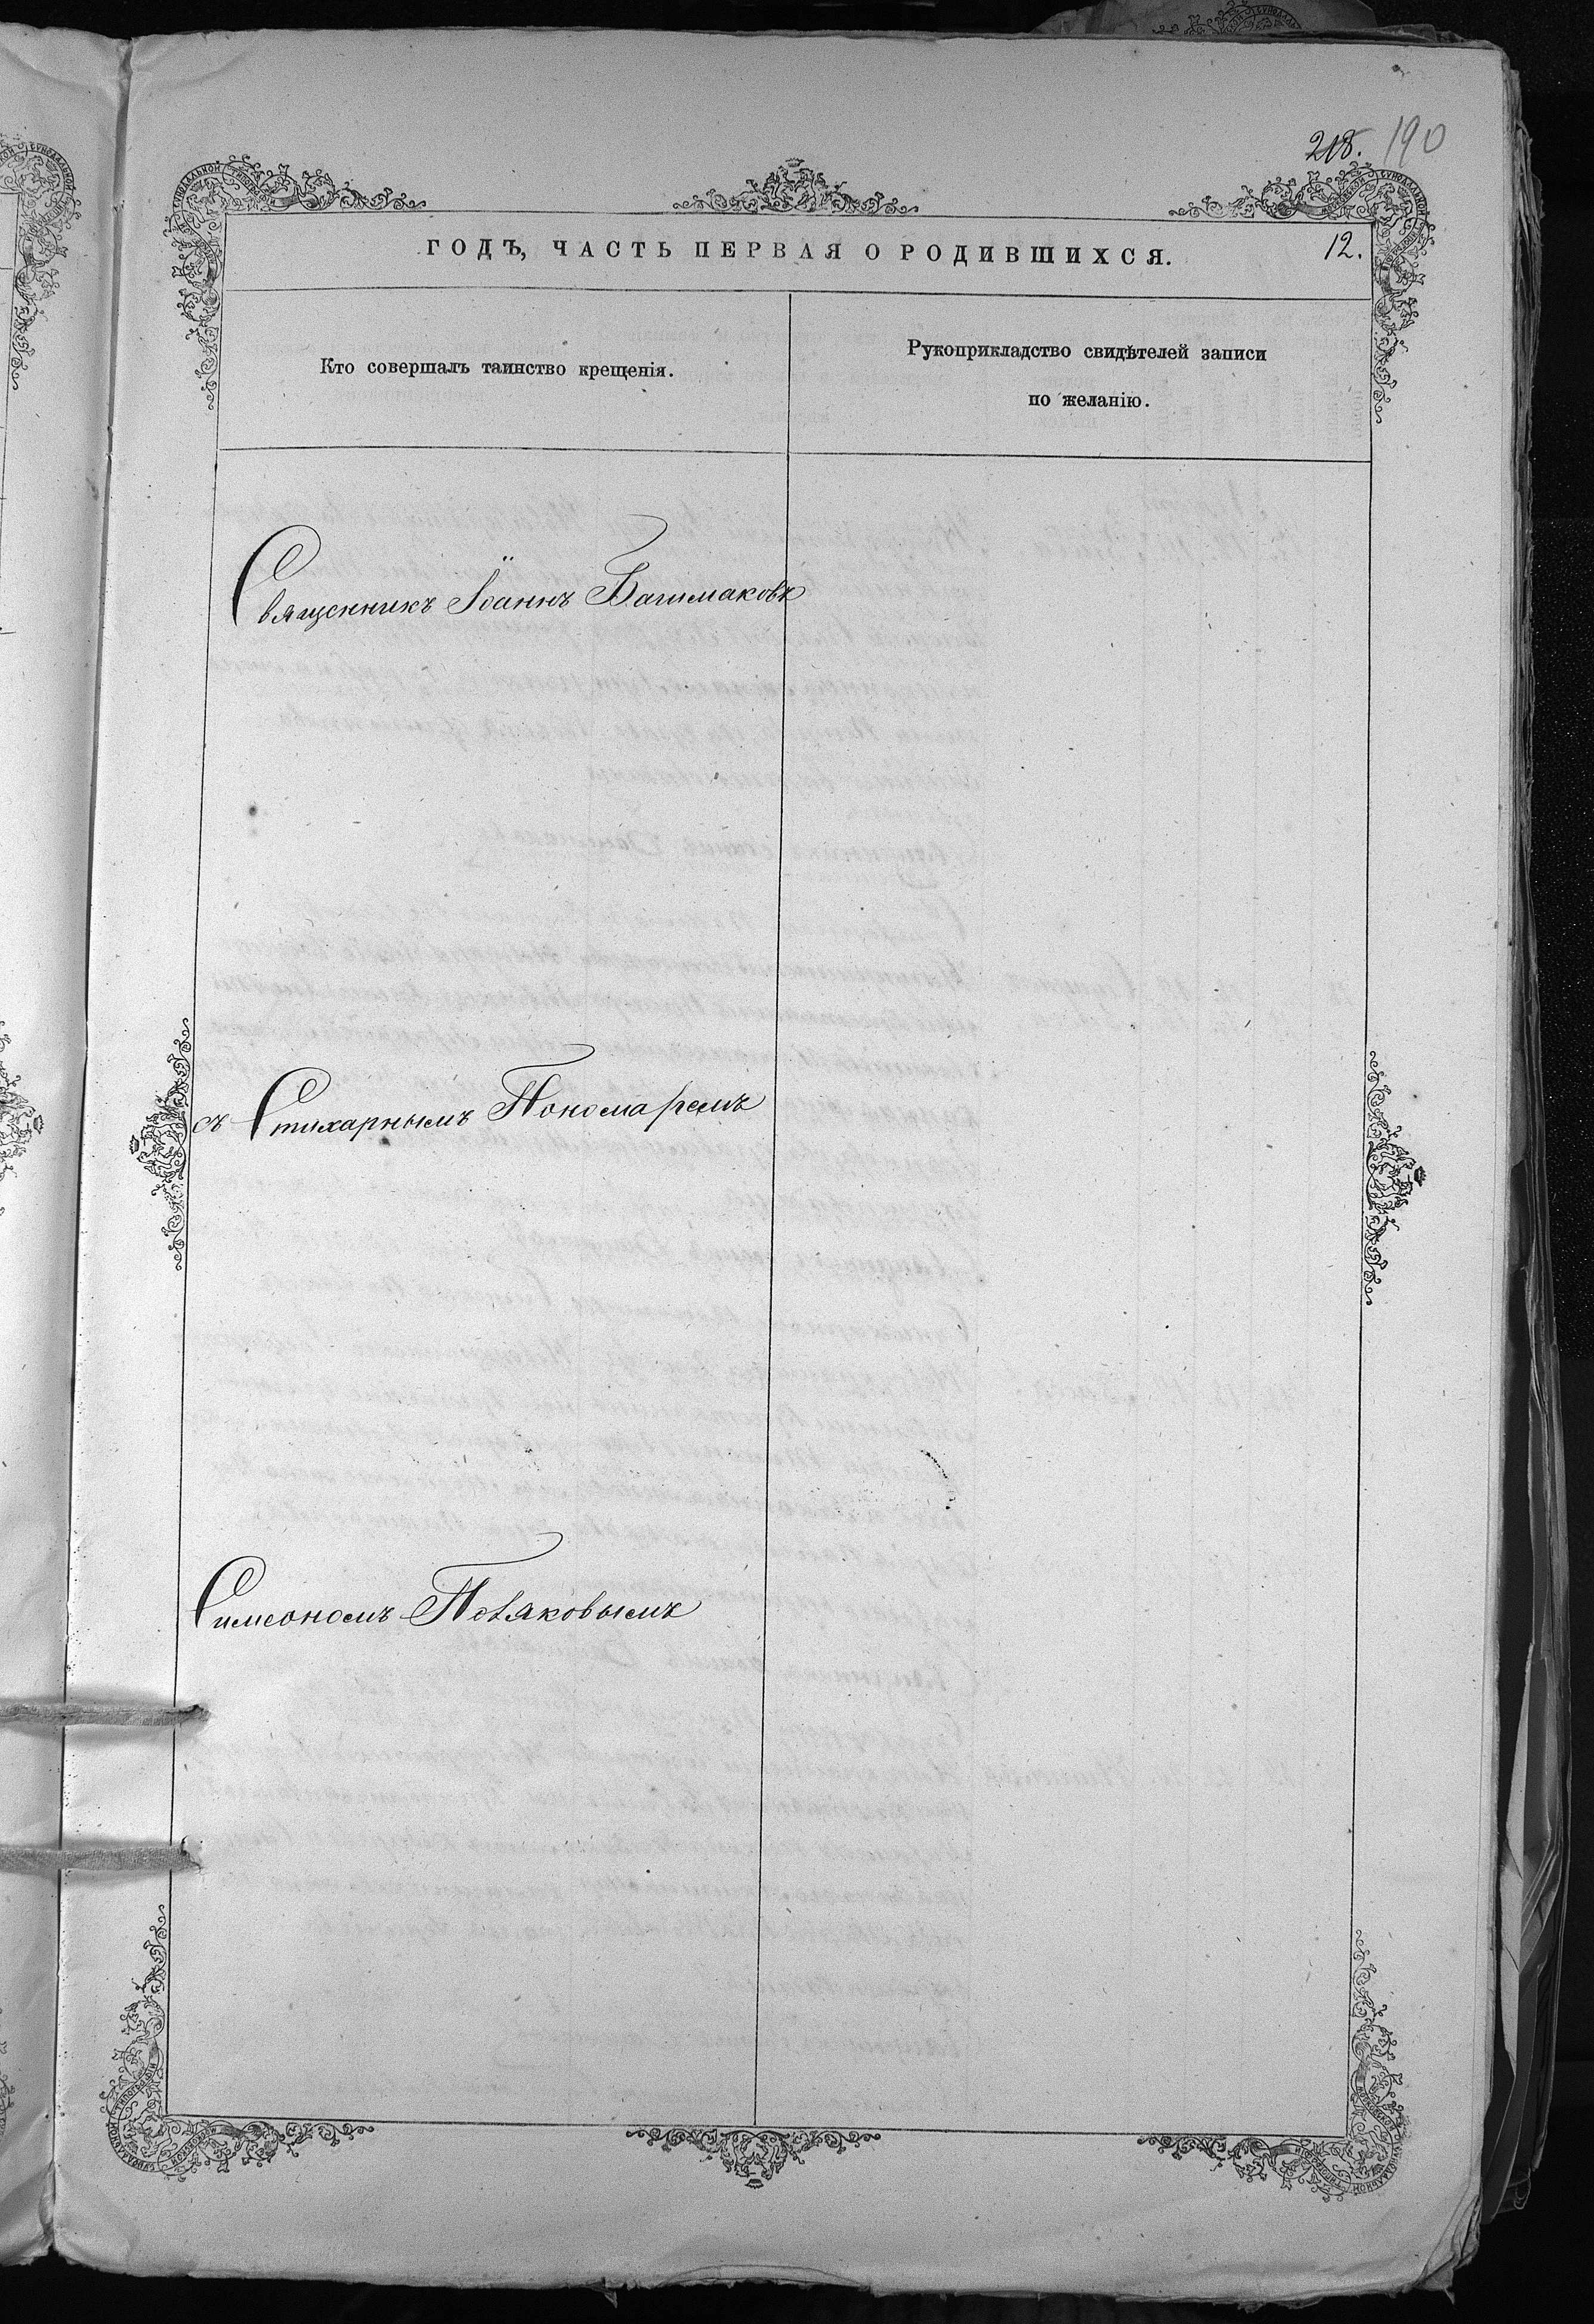 218. 190
ГОДЪ, ЧАСТЬ ПЕРВАЯ О РОДИВШИХСЯ. 12.
Кто совершалъ таинство крещенія.
Рукоприкладство свидѣтелей записи
по желанію.
Священникъ Іоаннъ Башмаковъ
съ Стихарнымъ Пономаремъ
Симеономъ Поляковымъ